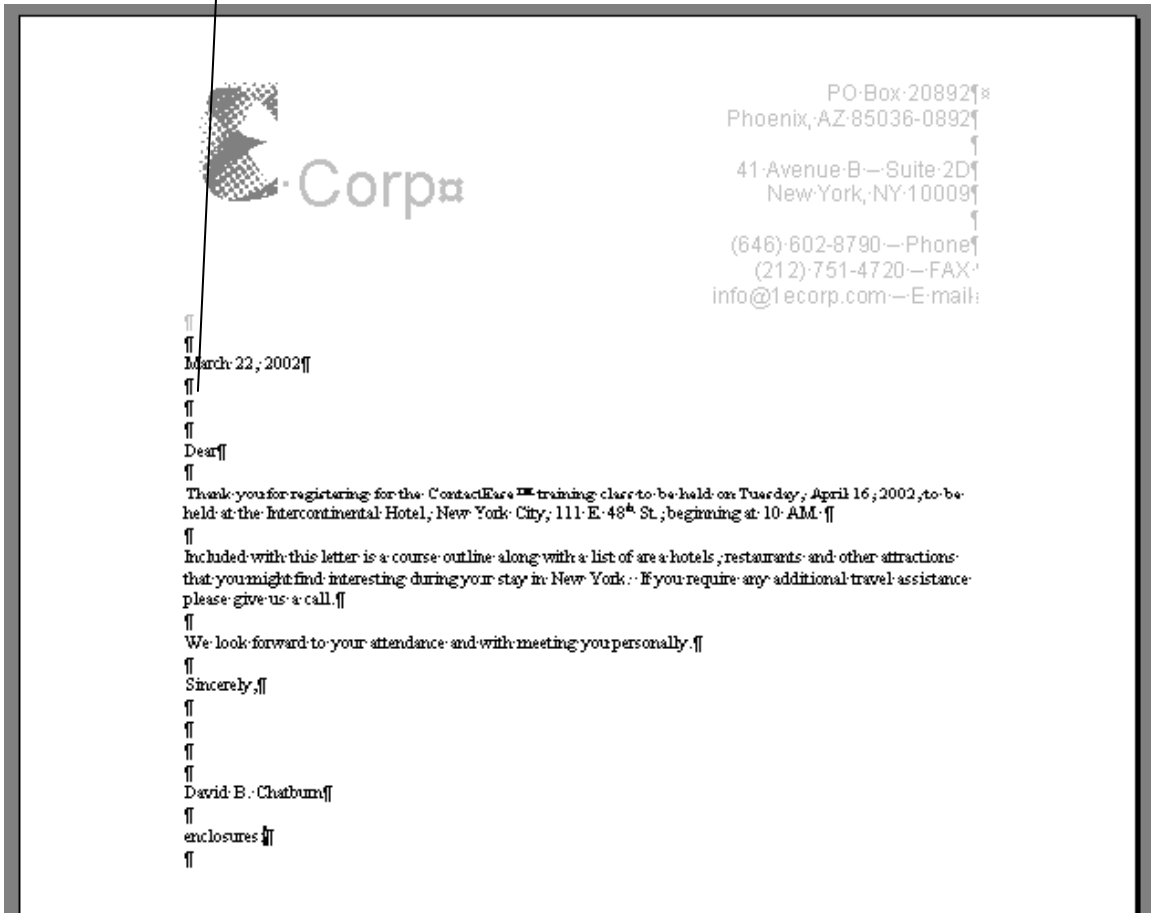 PO Box 20892¶¤
Phoenix, AZ 85036-0892¶
¶
41 Avenue B – Suite 2D¶
New York, NY 10009¶
¶
(646) 602-8790 – Phone¶
(212) 751-4720 – FAX
info@1ecorp.com – E mail
Corp¤
¶
¶
March 22, 2002¶
¶
¶
¶
Dear¶
¶
Thank you for registering for the ContactEase™ training class to be held on Tuesday, April 16, 2002, to be
held at the Intercontinental Hotel, New York City, 111 E 48th St., beginning at 10 AM. ¶
¶
Included with this letter is a course outline along with a list of area hotels, restaurants and other attractions
that you might find interesting during your stay in New York. If you require any additional travel assistance
please give us a call.¶
¶
We look forward to your attendance and with meeting you personally.¶
¶
Sincerely,¶
¶
¶
¶
¶
David B. Chatburn¶
¶
enclosures:¶
¶